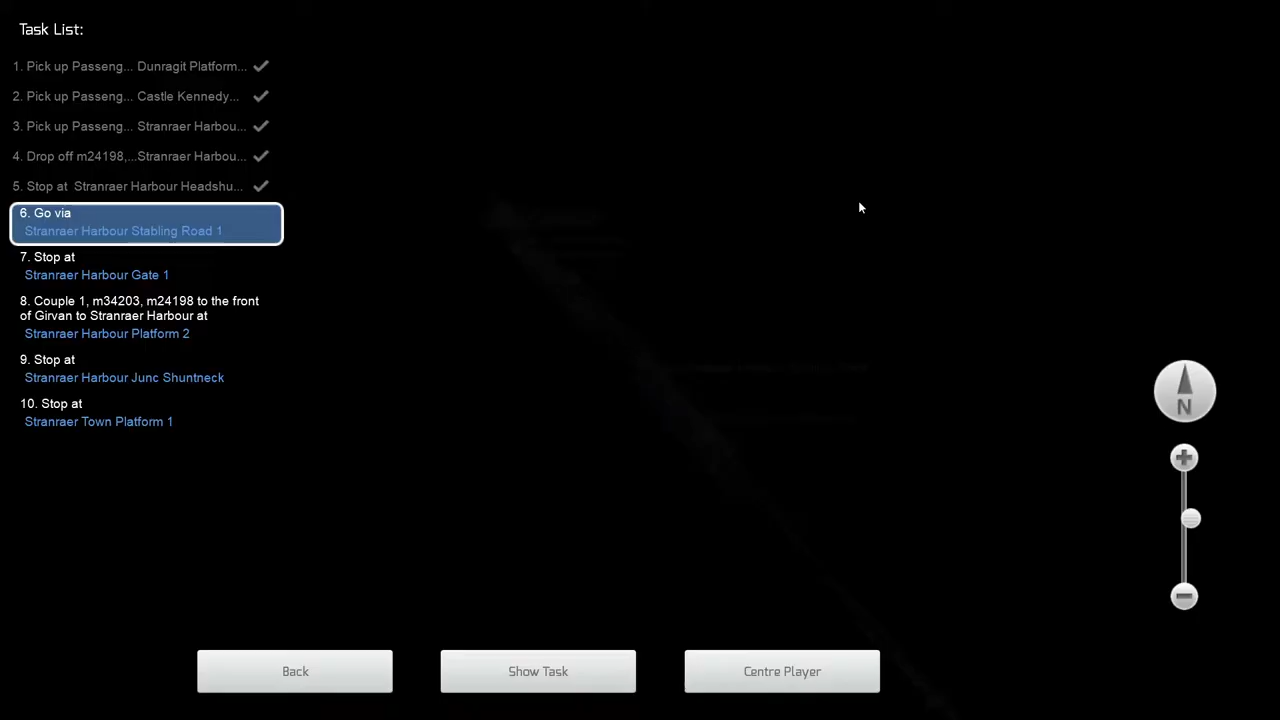 Task List:
1. Pick up Passeng... Dunragit Platform...
2. Pick up Passeng... Castle Kennedy...
3. Pick up Passeng... Stranraer Harbou...
4. Drop off m24198,...Stranraer Harbou...
5. Stop at Stranraer Harbour Headshu...
6. Go via
Stranraer Harbour Stabling Road 1
7. Stop at
Stranraer Harbour Gate 1
8. Couple 1, m34203, m24198 to the front
of Girvan to Stranraer Harbour at
Stranraer Harbour Platform 2
9. Stop at
Stranraer Harbour Junc Shuntneck
10. Stop at
Stranraer Town Platform 1
N
Back
Show Task
Centre Player